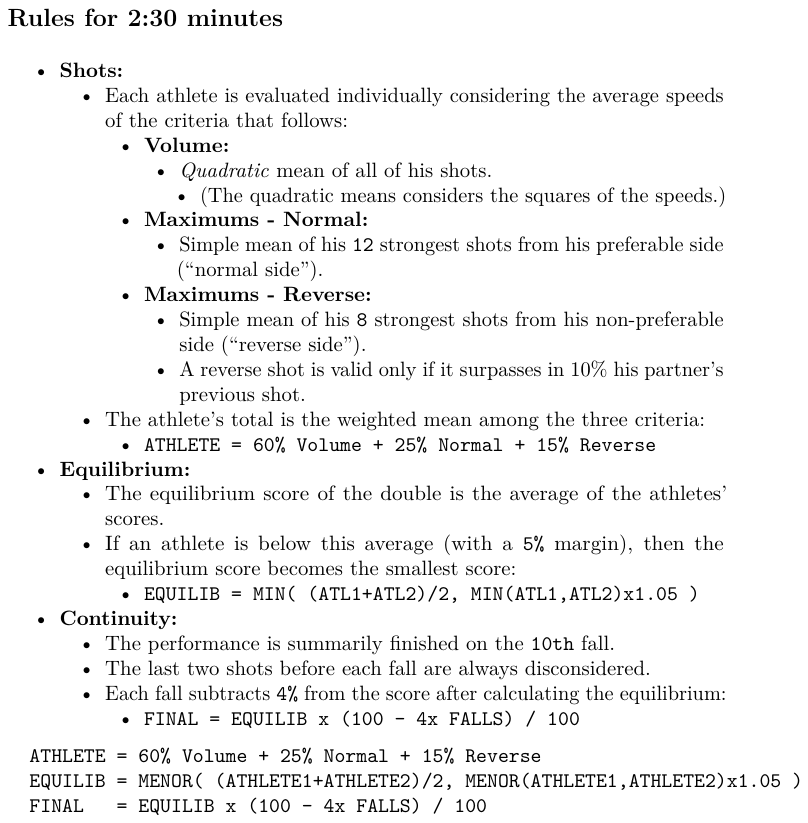 Rules for 2:30 minutes
• Shots:
• Each athlete is evaluated individually considering the average speeds
of the criteria that follows:
• Volume:
• Quadratic mean of all of his shots.
• (The quadratic means considers the squares of the speeds.)
• Maximums - Normal:
• Simple mean of his 12 strongest shots from his preferable side
(“normal side”).
• Maximums - Reverse:
• Simple mean of his 8 strongest shots from his non-preferable
side (“reverse side”).
• A reverse shot is valid only if it surpasses in 10% his partner’s
previous shot.
• The athlete’s total is the weighted mean among the three criteria:
• ATHLETE = 60% Volume + 25% Normal + 15% Reverse
• Equilibrium:
• The equilibrium score of the double is the average of the athletes’
scores.
• If an athlete is below this average (with a 5% margin), then the
equilibrium score becomes the smallest score:
• EQUILIB = MIN( (ATL1+ATL2)/2, MIN(ATL1,ATL2)x1.05 )
• Continuity:
• The performance is summarily finished on the 10th fall.
• The last two shots before each fall are always disconsidered.
• Each fall subtracts 4% from the score after calculating the equilibrium:
• FINAL = EQUILIB x (100 - 4x FALLS) / 100
ATHLETE = 60% Volume + 25% Normal + 15% Reverse
EQUILIB = MENOR( (ATHLETE1+ATHLETE2)/2, MENOR(ATHLETE1,ATHLETE2)x1.05 )
FINAL   = EQUILIB x (100 - 4x FALLS) / 100